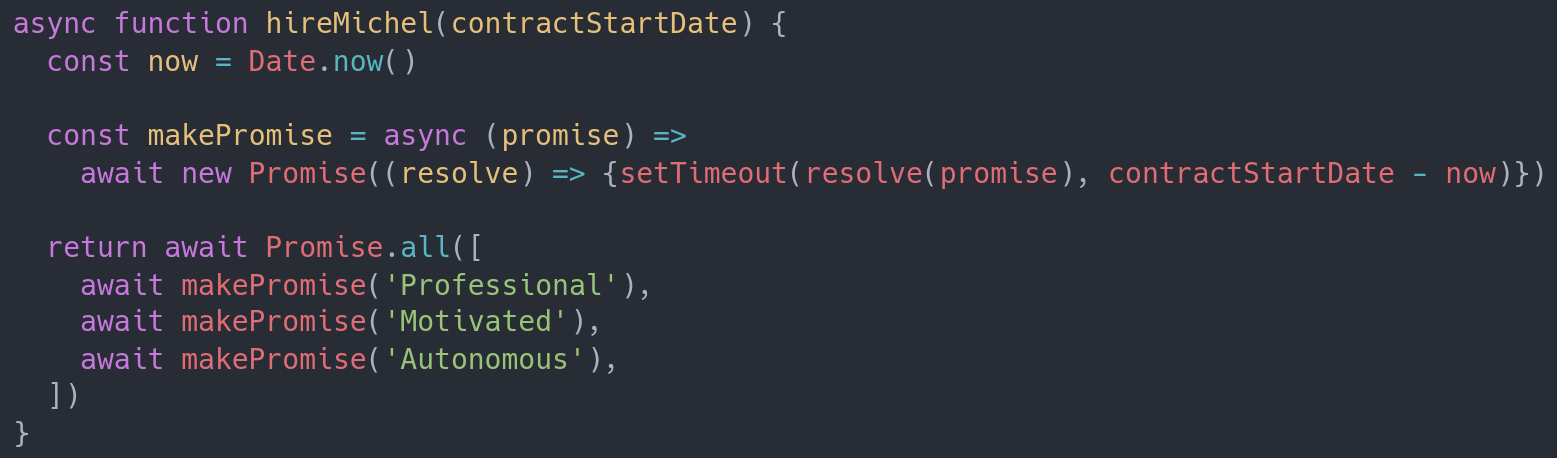 async function hireMichel(contractStartDate) {
  const now = Date.now()

  const makePromise = async (promise) =>
    await new Promise((resolve) => {setTimeout(resolve(promise), contractStartDate - now)})

  return await Promise.all([
    await makePromise('Professional'),
    await makePromise('Motivated'),
    await makePromise('Autonomous'),
  ])
}